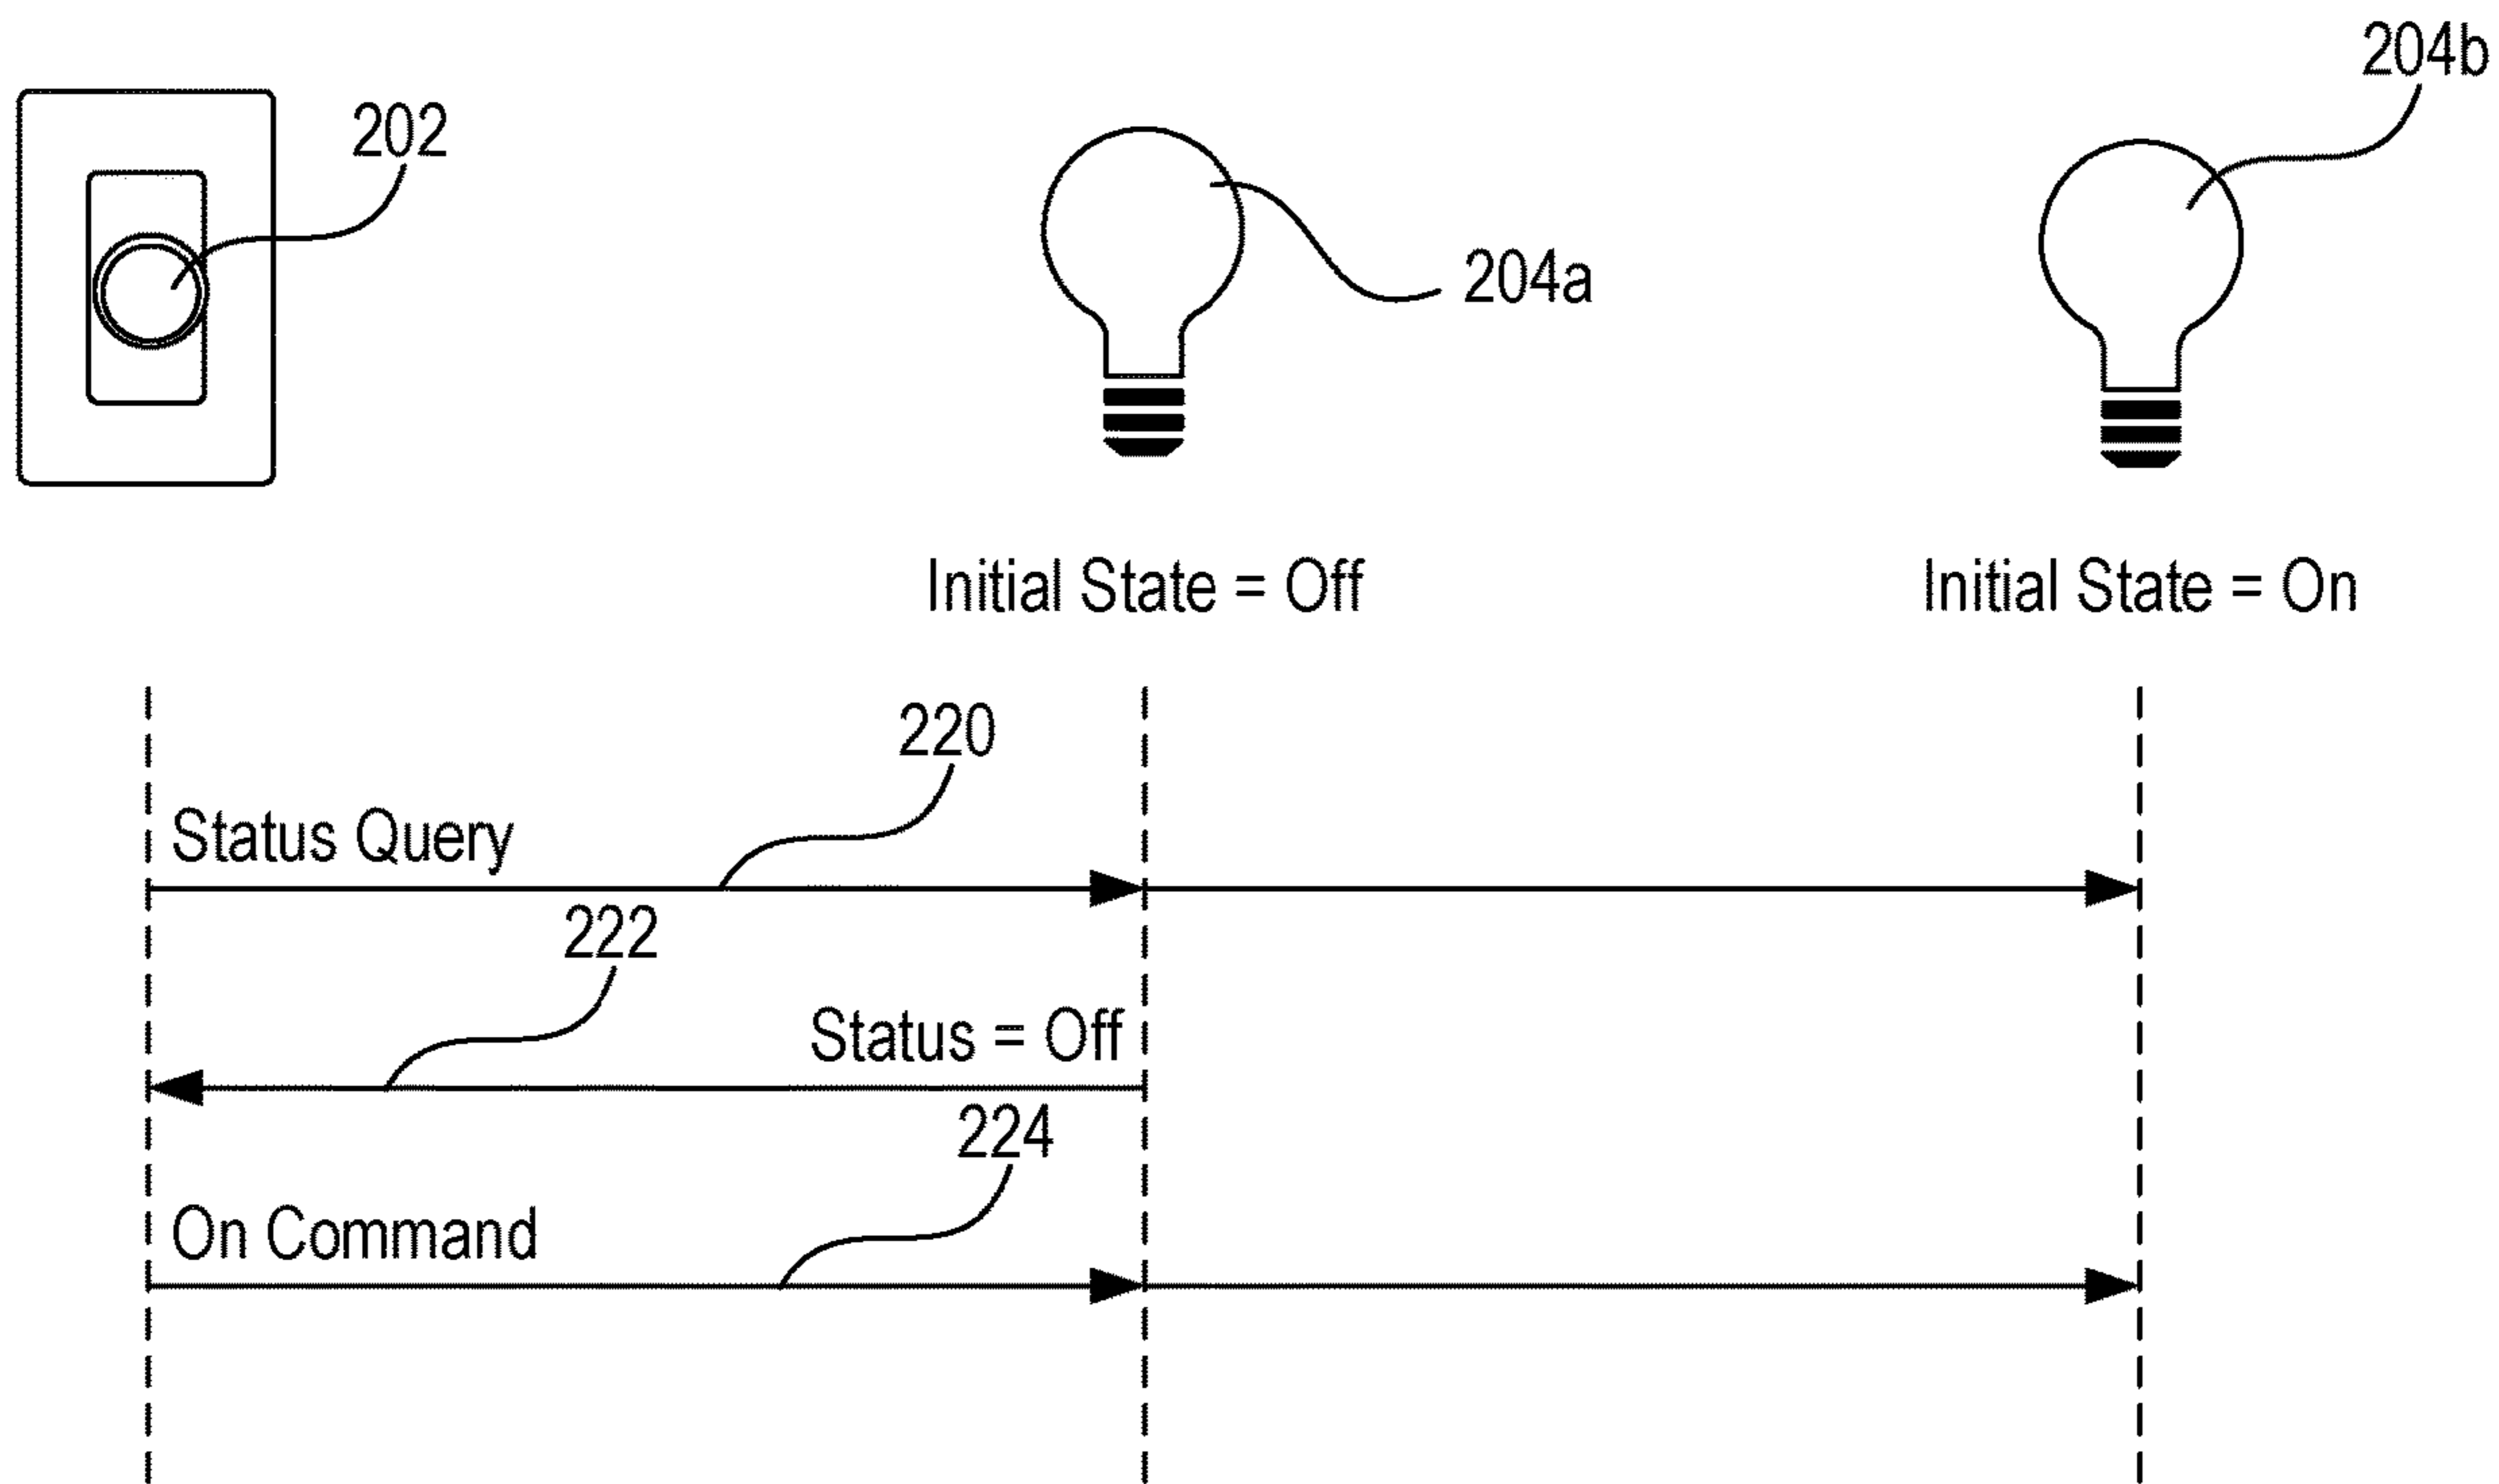 204b
202
204a
Initial State = Off
Initial State = On
220
Status Query
222
Status = Off
224
On Command